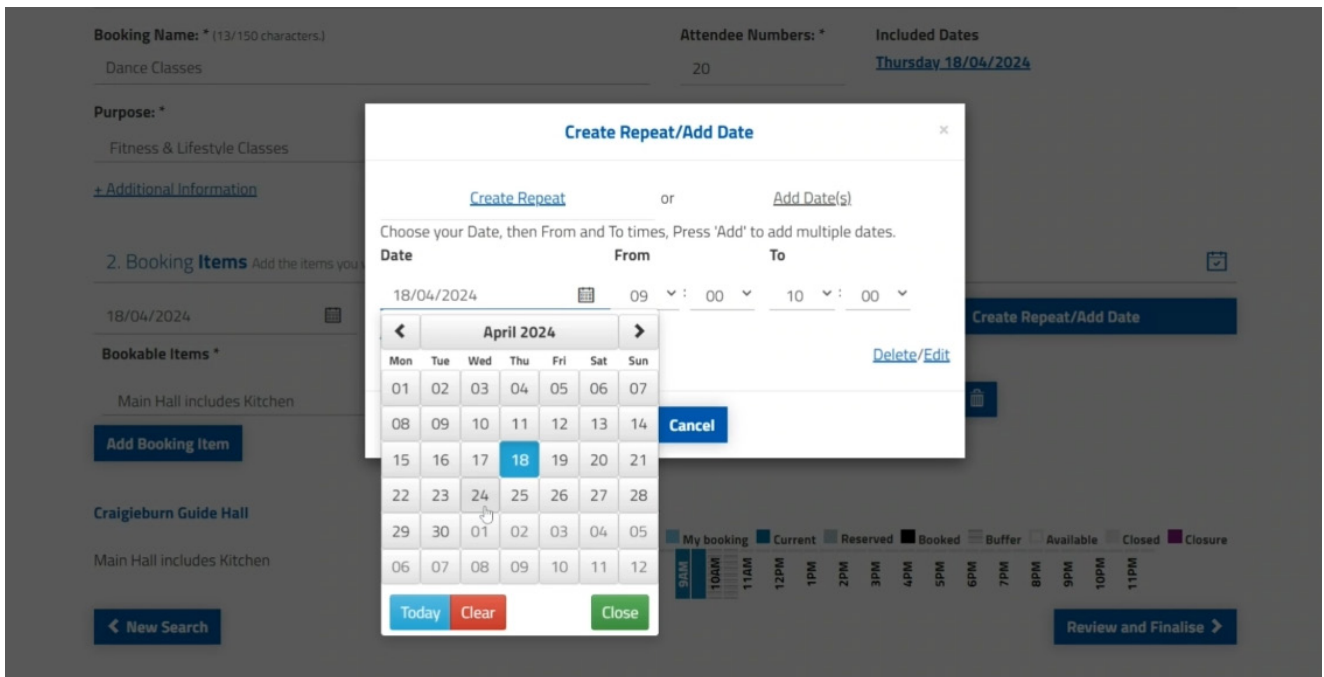 Booking Name: * (13/150 characters.)
Attendee Numbers: *
Included Dates
Dance Classes
20
Thursday 18/04/2024
Purpose: *
Fitness & Lifestyle Classes
+ Additional Information
Create Repeat/Add Date
×
Create Repeat or Add Date(s)
Choose your Date, then From and To times, Press 'Add' to add multiple dates.
Date From To
18/04/2024 09 : 00 10 : 00
2. Booking Items Add the items you
18/04/2024
Create Repeat/Add Date
Bookable Items *
Main Hall includes Kitchen
Add Booking Item
Delete/Edit
Cancel
April 2024
Mon Tue Wed Thu Fri Sat Sun
01 02 03 04 05 06 07
08 09 10 11 12 13 14
15 16 17 18 19 20 21
22 23 24 25 26 27 28
29 30 01 02 03 04 05
06 07 08 09 10 11 12
Today Clear Close
Craigieburn Guide Hall
My booking Current Reserved Booked Buffer Available Closed Closure
Main Hall includes Kitchen
9AM 10AM 11AM 12PM 1PM 2PM 3PM 4PM 5PM 6PM 7PM 8PM 9PM 10PM 11PM
New Search
Review and Finalise